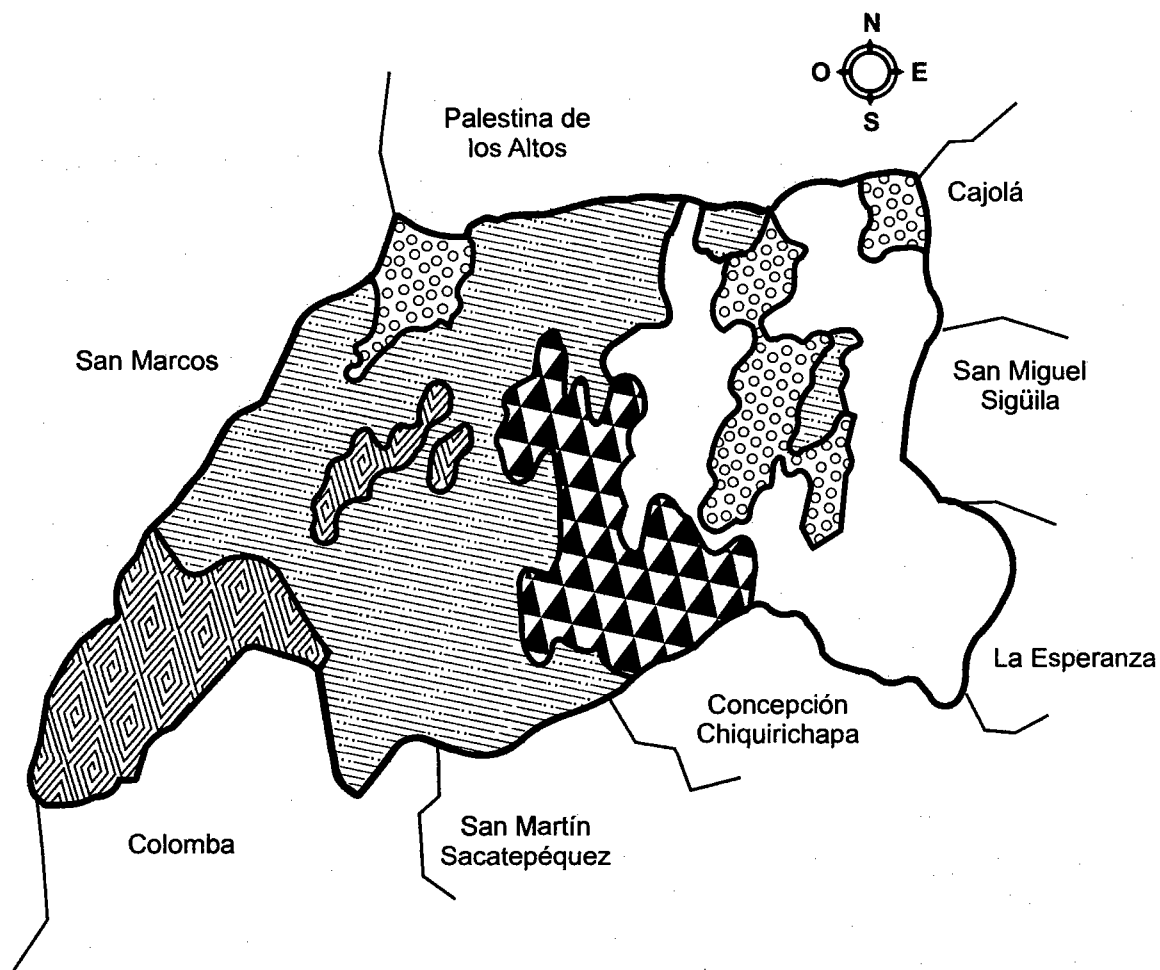 N
O E
S
Palestina de
los Altos
Cajolá
San Marcos
San Miguel
Sigüila
La Esperanza
Concepción
Chiquirichapa
San Martín
Sacatepéquez
Colomba